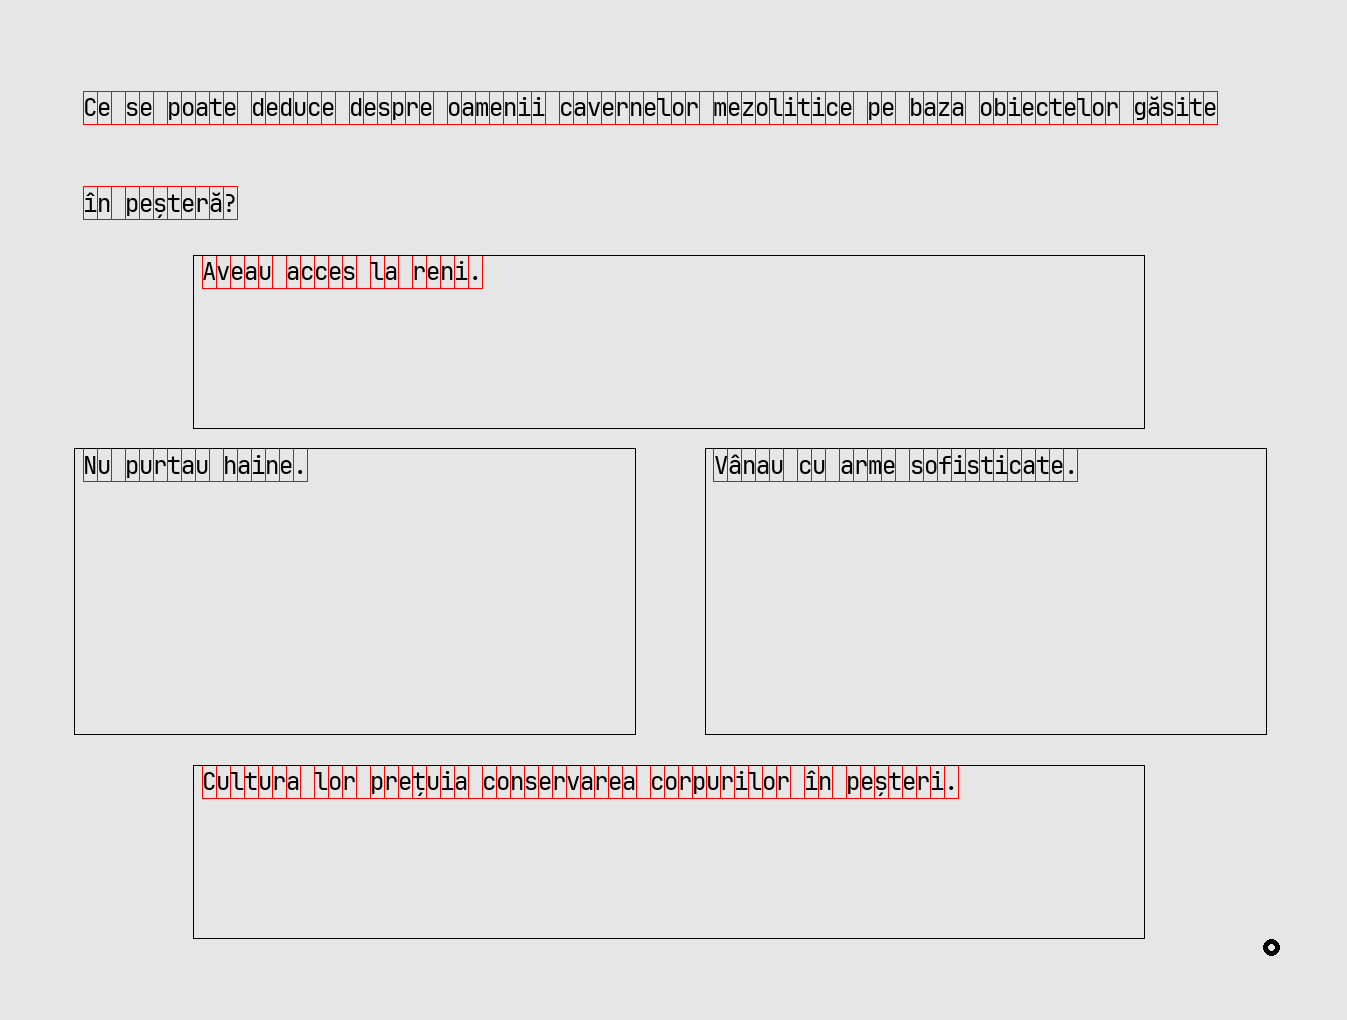 Ce se poate deduce despre oamenii cavernelor mezolitice pe baza obiectelor găsite
în peșteră?
Aveau acces la reni.
Nu purtau haine.
Vânau cu arme sofisticate.
Cultura lor prețuia conservarea corpurilor în peșteri.